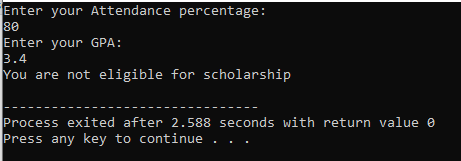 Enter your Attendance percentage:
80
Enter your GPA:
3.4
You are not eligible for scholarship
--------------------------------
Process exited after 2.588 seconds with return value 0
Press any key to continue . . .